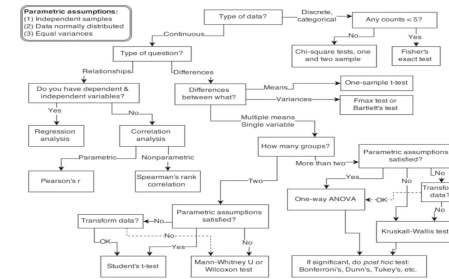 Parametric assumptions:
(1) Independent samples
(2) Data normally distributed
(3) Equal variances
Type of data?
Discrete,
categorical
Any counts < 5?
Continuous
No
Yes
Chi-square tests, one
and two sample
Fisher's
exact test
Type of question?
Relationships
Differences
Do you have dependent &
independent variables?
Differences
between what?
Means
One-sample t-test
Variances
Fmax test or
Bartlett's test
Yes
No
Regression
analysis
Correlation
analysis
Multiple means
Single variable
How many groups?
Parametric
Nonparametric
Pearson's r
Spearman's rank
correlation
Two
More than two
Parametric assumptions
satisfied?
Yes
No
No
Transfo
data?
OK
No
One-way ANOVA
Kruskall-Wallis test
Parametric assumptions
satisfied?
Transform data?
No
OK
Yes
No
Student's t-test
Mann-Whitney U or
Wilcoxon test
If significant, do post hoc test:
Bonferroni's, Dunn's, Tukey's, etc.